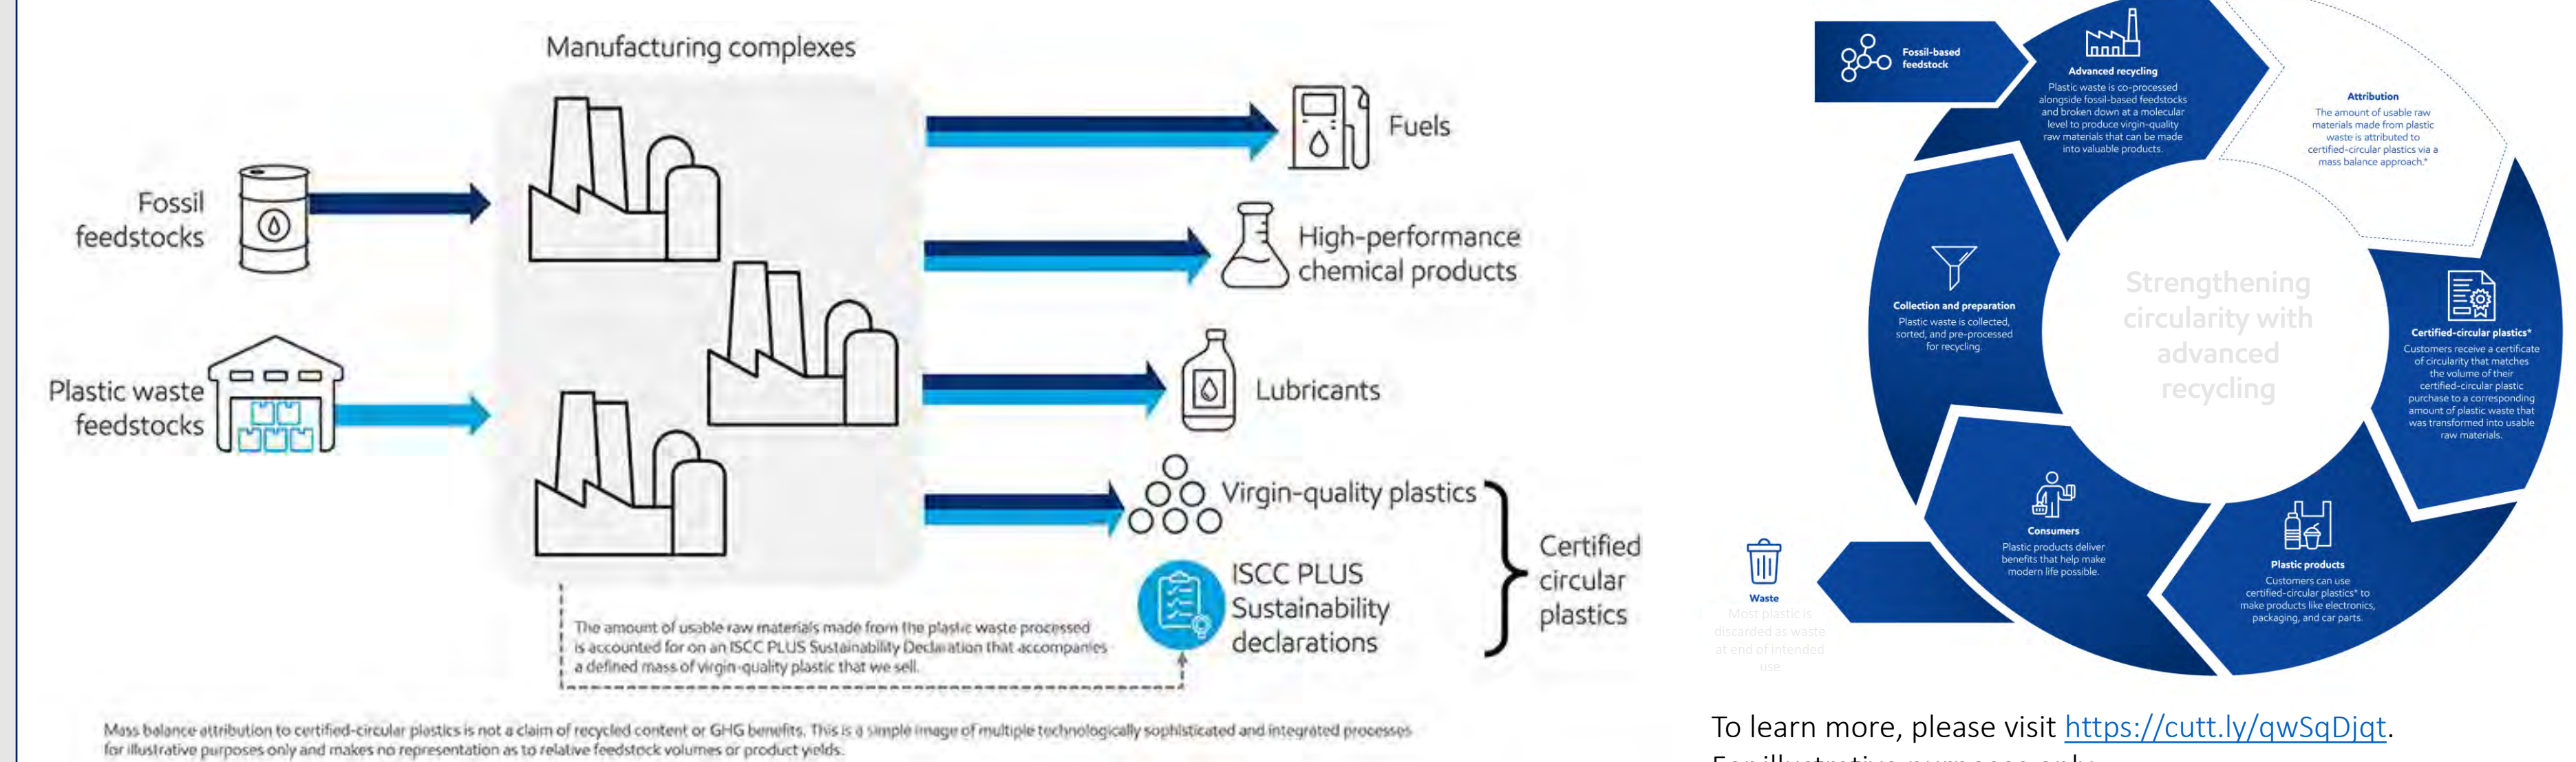 Manufacturing complexes
Fossil
feedstocks
Plastic waste
feedstocks
Fuels
High-performance
chemical products
Lubricants
Virgin-quality plastics
ISCC PLUS
Sustainability
declarations
Certified
circular
plastics
The amount of usable raw materials made from the plastic waste processed
is accounted for on an ISCC PLUS Sustainability Declaration that accompanies
a defined mass of virgin-quality plastic that we sell.
Mass balance attribution to certified-circular plastics is not a claim of recycled content or GHG benefits. This is a simple image of multiple technologically sophisticated and integrated processes
for illustrative purposes only and makes no representation as to relative feedstock volumes or product yields.
Fossil-based
feedstock
Advanced recycling
Plastic waste is co-processed
alongside fossil-based feedstocks
and broken down at a molecular
level to produce virgin-quality
raw materials that can be made
into valuable products.
Attribution
The amount of usable raw
materials made from plastic
waste is attributed to
certified-circular plastics via a
mass balance approach.*
Certified-circular plastics*
Customers receive a certificate
of circularity that matches
the volume of their
certified-circular plastic
purchase to a corresponding
amount of plastic waste that
was transformed into usable
raw materials.
Plastic products
Customers can use
certified-circular plastics* to
make products like electronics,
packaging, and car parts.
Consumers
Plastic products deliver
benefits that help make
modern life possible.
Waste
Most plastic is
discarded as waste
at end of intended
use
Collection and preparation
Plastic waste is collected,
sorted, and pre-processed
for recycling.
Strengthening
circularity with
advanced
recycling
To learn more, please visit https://cutt.ly/qwSqDjqt.
For illustrative purposes only